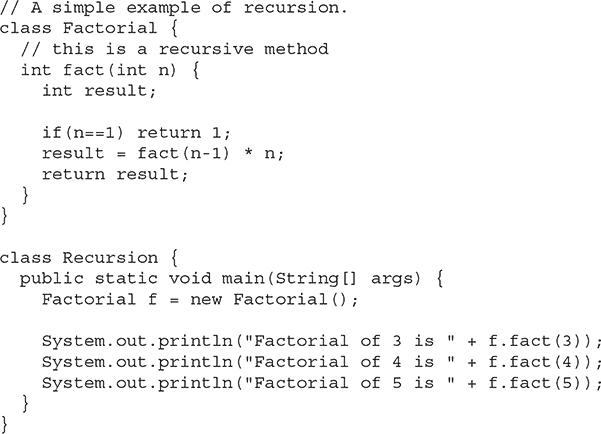 // A simple example of recursion.
class Factorial {
  // this is a recursive method
  int fact(int n) {
    int result;

    if(n==1) return 1;
    result = fact(n-1) * n;
    return result;
  }
}

class Recursion {
  public static void main(String[] args) {
    Factorial f = new Factorial();

    System.out.println("Factorial of 3 is " + f.fact(3));
    System.out.println("Factorial of 4 is " + f.fact(4));
    System.out.println("Factorial of 5 is " + f.fact(5));
  }
}